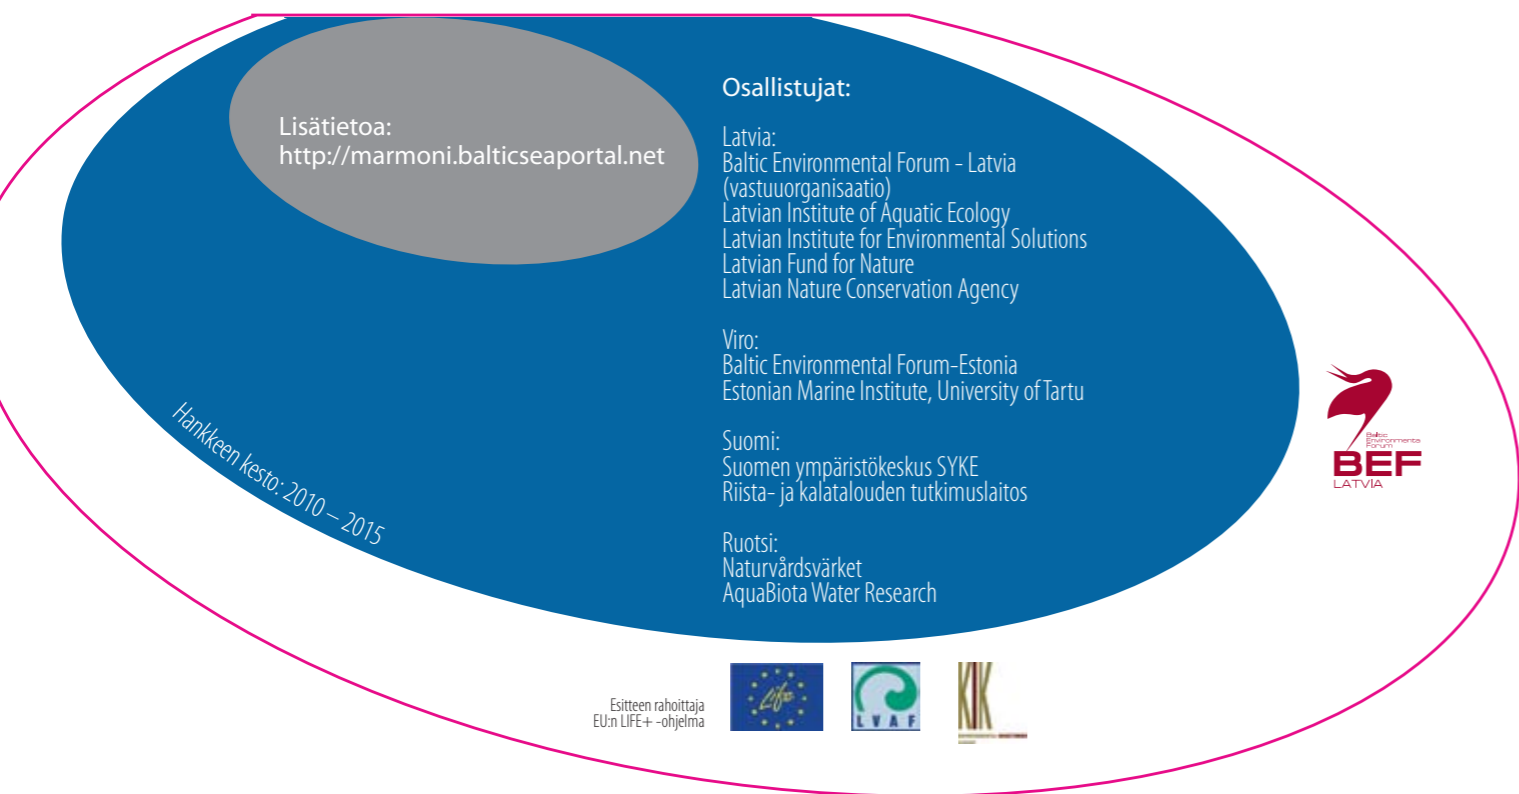 Lisätietoa:
http://marmoni.balticseaportal.net
Osallistujat:
Latvia:
Baltic Environmental Forum - Latvia
(vastuuorganisaatio)
Latvian Institute of Aquatic Ecology
Latvian Institute for Environmental Solutions
Latvian Fund for Nature
Latvian Nature Conservation Agency
Viro:
Baltic Environmental Forum-Estonia
Estonian Marine Institute, University of Tartu
Suomi:
Suomen ympäristökeskus SYKE
Riista- ja kalatalouden tutkimuslaitos
Ruotsi:
Naturvårdsvärket
AquaBiota Water Research
Hankkeen kesto: 2010 – 2015
Baltic
Environmental
Forum
BEF
LATVIA
Esitteen rahoittaja
EU:n LIFE+ -ohjelma
Life
LVAF
KIK